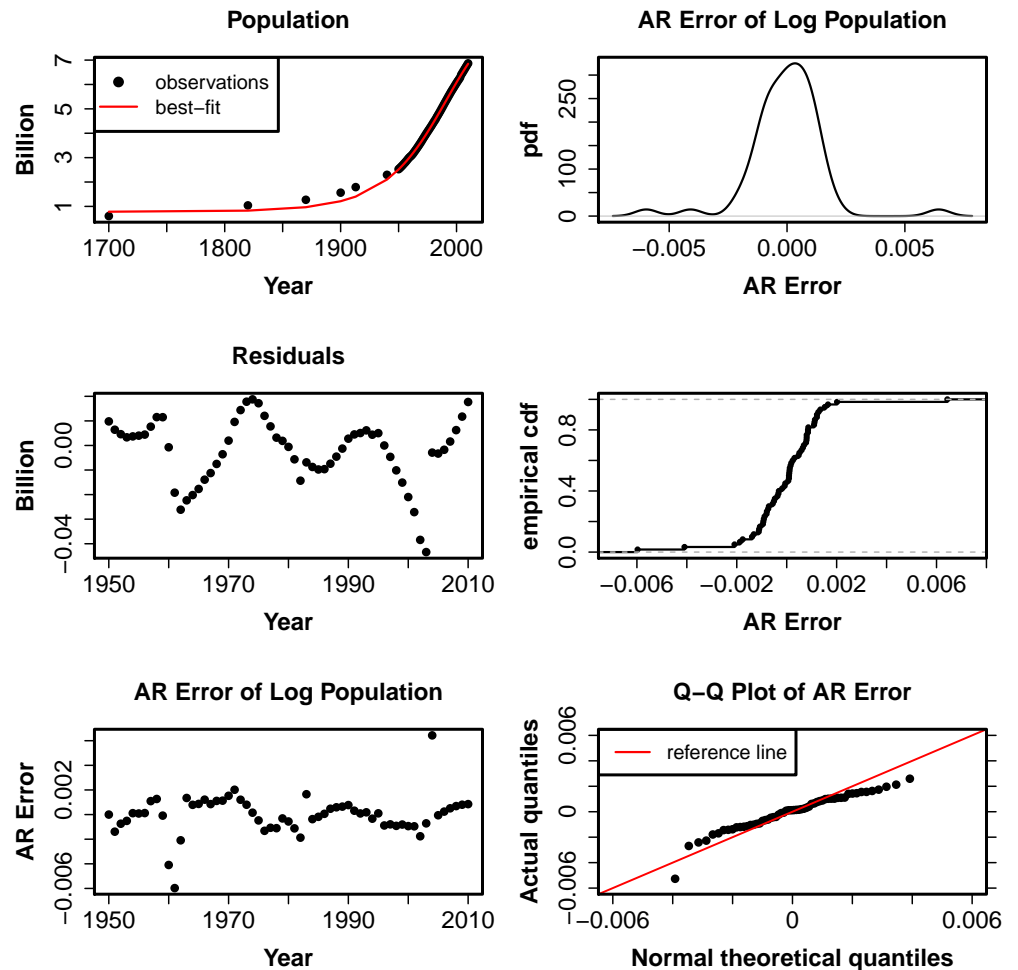 Population
Billion
7
5
3
1
observations
best−fit
1700
1800
1900
2000
Year
AR Error of Log Population
pdf
250
100
0
−0.005
0.000
0.005
AR Error
Residuals
Billion
0.00
−0.04
1950
1970
1990
2010
Year
empirical cdf
0.8
0.4
0.0
−0.006
−0.002
0.002
0.006
AR Error
AR Error of Log Population
AR Error
0.002
−0.006
1950
1970
1990
2010
Year
Q−Q Plot of AR Error
Actual quantiles
0.006
0
−0.006
reference line
−0.006
0
0.006
Normal theoretical quantiles